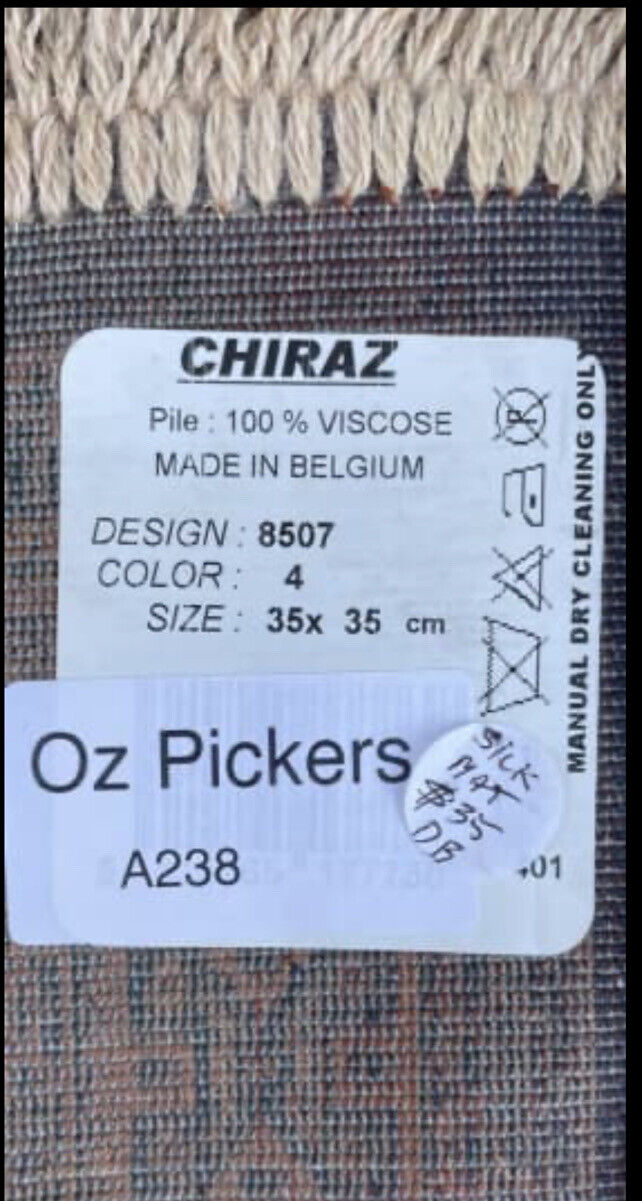 CHIRAZ
Pile : 100 % VISCOSE
MADE IN BELGIUM
DESIGN : 8507
COLOR : 4
SIZE : 35x 35 cm
P
MANUAL DRY CLEANING ONLY
Oz Pickers
A238
SILK
MAT
$35
DB
401